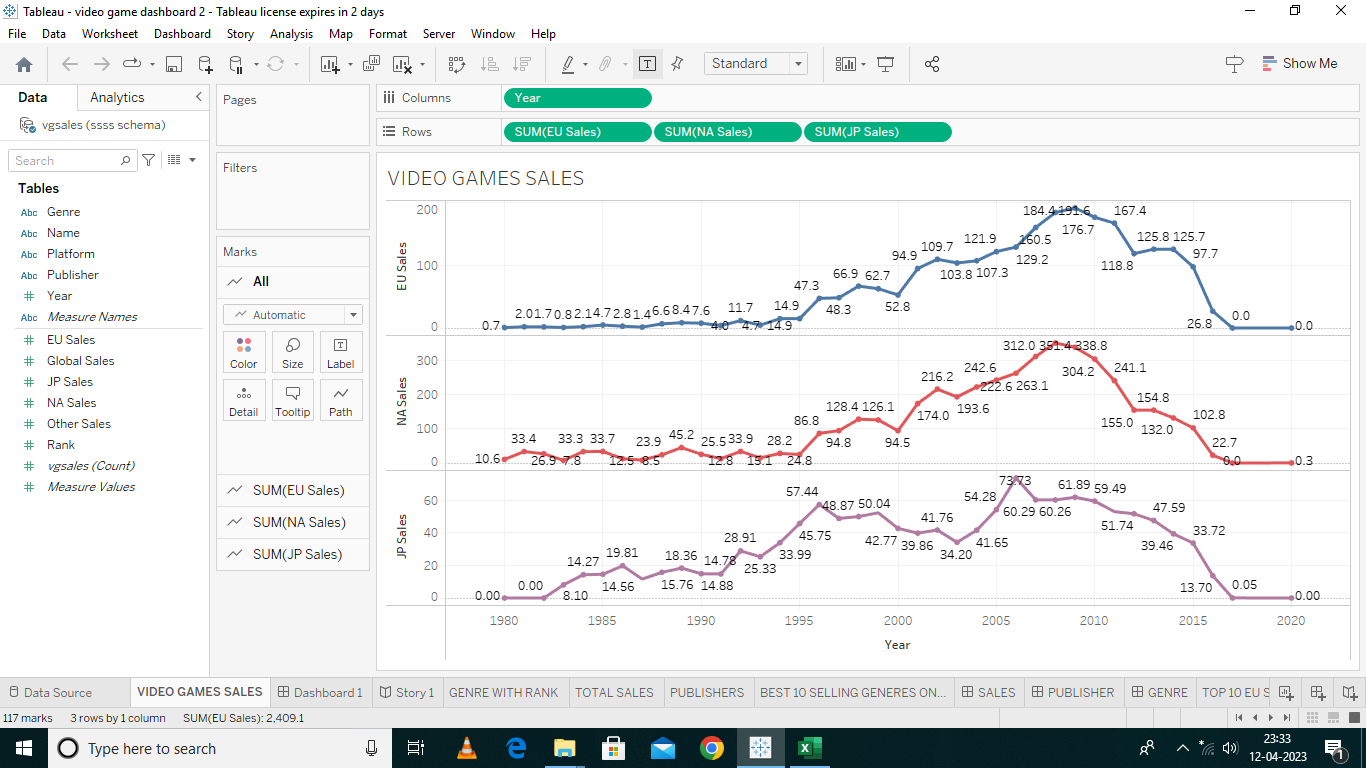 Tableau - video game dashboard 2 - Tableau license expires in 2 days
File Data Worksheet Dashboard Story Analysis Map Format Server Window Help
Standard
Show Me
Data Analytics
vgsales (ssss schema)
Search
Tables
Abc Genre
Abc Name
Abc Platform
Abc Publisher
Year
Abc Measure Names
EU Sales
Global Sales
JP Sales
NA Sales
Other Sales
Rank
vgsales (Count)
Measure Values
Pages
Filters
Marks
All
Automatic
Color Size Label
Detail Tooltip Path
SUM(EU Sales)
SUM(NA Sales)
SUM(JP Sales)
Columns Year
Rows SUM(EU Sales) SUM(NA Sales) SUM(JP Sales)
VIDEO GAMES SALES
EU Sales
200
100
0
0.7 2.0 1.7 0.8 2.1 4.7 2.8 1.4 6.6 8.4 7.6 4.0 11.7 4.7 14.9 14.9 47.3 48.3 66.9 62.7 52.8 94.9 109.7 103.8 107.3 121.9 129.2 160.5 184.4 191.6 176.7 167.4 118.8 125.8 125.7 97.7 26.8 0.0 0.0
NA Sales
300
200
100
0
10.6 33.4 26.9 7.8 33.3 33.7 12.5 8.5 23.9 45.2 25.5 12.8 33.9 15.1 28.2 24.8 86.8 94.8 128.4 126.1 94.5 174.0 216.2 193.6 222.6 242.6 263.1 312.0 351.4 338.8 304.2 241.1 155.0 154.8 132.0 102.8 22.7 0.0 0.3
JP Sales
60
40
20
0
0.00 0.00 8.10 14.27 14.56 19.81 15.76 18.36 14.88 14.78 28.91 25.33 33.99 45.75 57.44 48.87 50.04 42.77 39.86 41.76 34.20 41.65 54.28 73.73 60.29 60.26 61.89 59.49 51.74 47.59 39.46 33.72 13.70 0.05 0.00
1980 1985 1990 1995 2000 2005 2010 2015 2020
Year
Data Source VIDEO GAMES SALES Dashboard 1 Story 1 GENRE WITH RANK TOTAL SALES PUBLISHERS BEST 10 SELLING GENERES ON... SALES PUBLISHER GENRE TOP 10 EU S
117 marks 3 rows by 1 column SUM(EU Sales): 2,409.1
Type here to search
23:33
12-04-2023
1